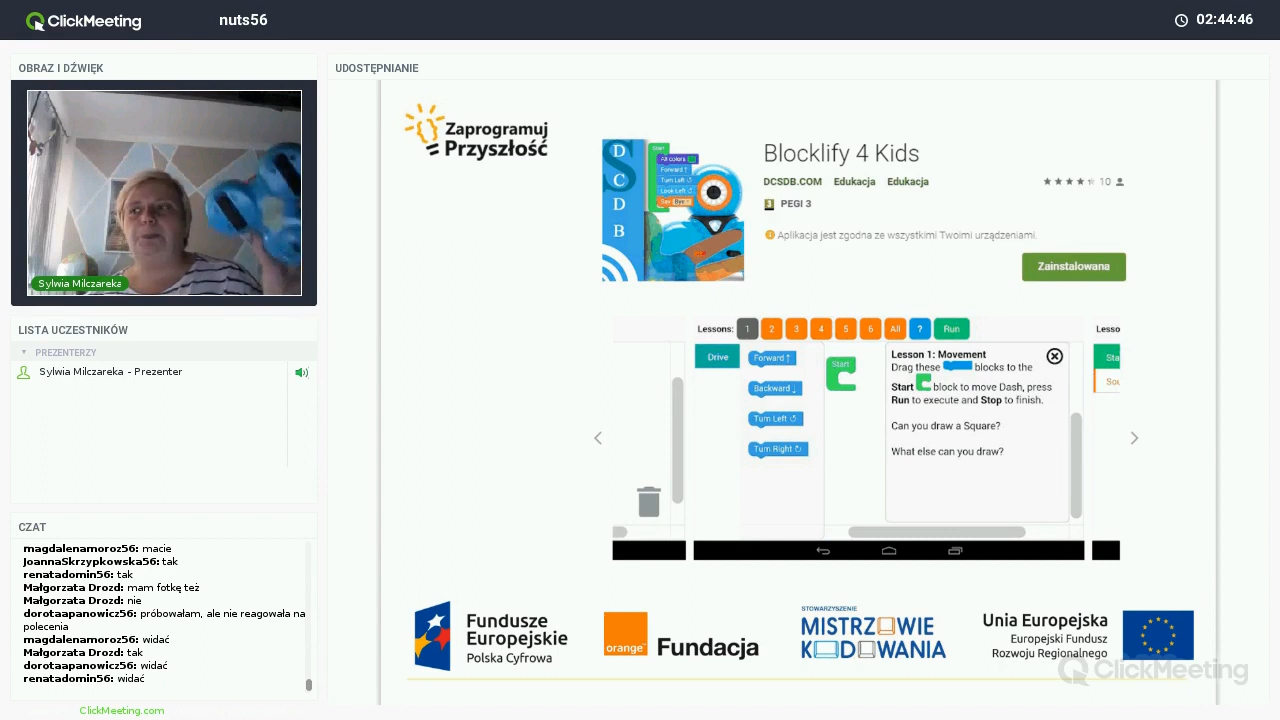 ClickMeeting
nuts56
02:44:46
OBRAZ I DŹWIĘK
Sylwia Milczareka
LISTA UCZESTNIKÓW
PREZENTERZY
Sylwia Milczareka - Prezenter
CZAT
magdalenamoroz56: macie
JoannaSkrzypkowska56: tak
renatadomin56: tak
Małgorzata Drozd: mam fotkę też
Małgorzata Drozd: nie
dorotaapanowicz56: próbowałam, ale nie reagowała na
polecenia
magdalenamoroz56: widać
Małgorzata Drozd: tak
dorotaapanowicz56: widać
renatadomin56: widać
ClickMeeting.com
UDOSTĘPNIANIE
Zaprogramuj
Przyszłość
D
S
C
D
B
Start
All colors
Forward
Turn Left
Look Left
Say Bye
Blocklify 4 Kids
DCSDB.COM Edukacja Edukacja
10
3 PEGI 3
Aplikacja jest zgodna ze wszystkimi Twoimi urządzeniami.
Zainstalowana
Lessons: 1 2 3 4 5 6 All ? Run
Drive
Forward ↑
Backward ↓
Turn Left ↺
Turn Right ↻
Start
Lesson 1: Movement
Drag these blocks to the
Start block to move Dash, press
Run to execute and Stop to finish.
Can you draw a Square?
What else can you draw?
Lesso
Sta
Sou
Fundusze
Europejskie
Polska Cyfrowa
orange
Fundacja
STOWARZYSZENIE
MISTRZOWIE
KODOWANIA
Unia Europejska
Europejski Fundusz
Rozwoju Regionalnego
ClickMeeting